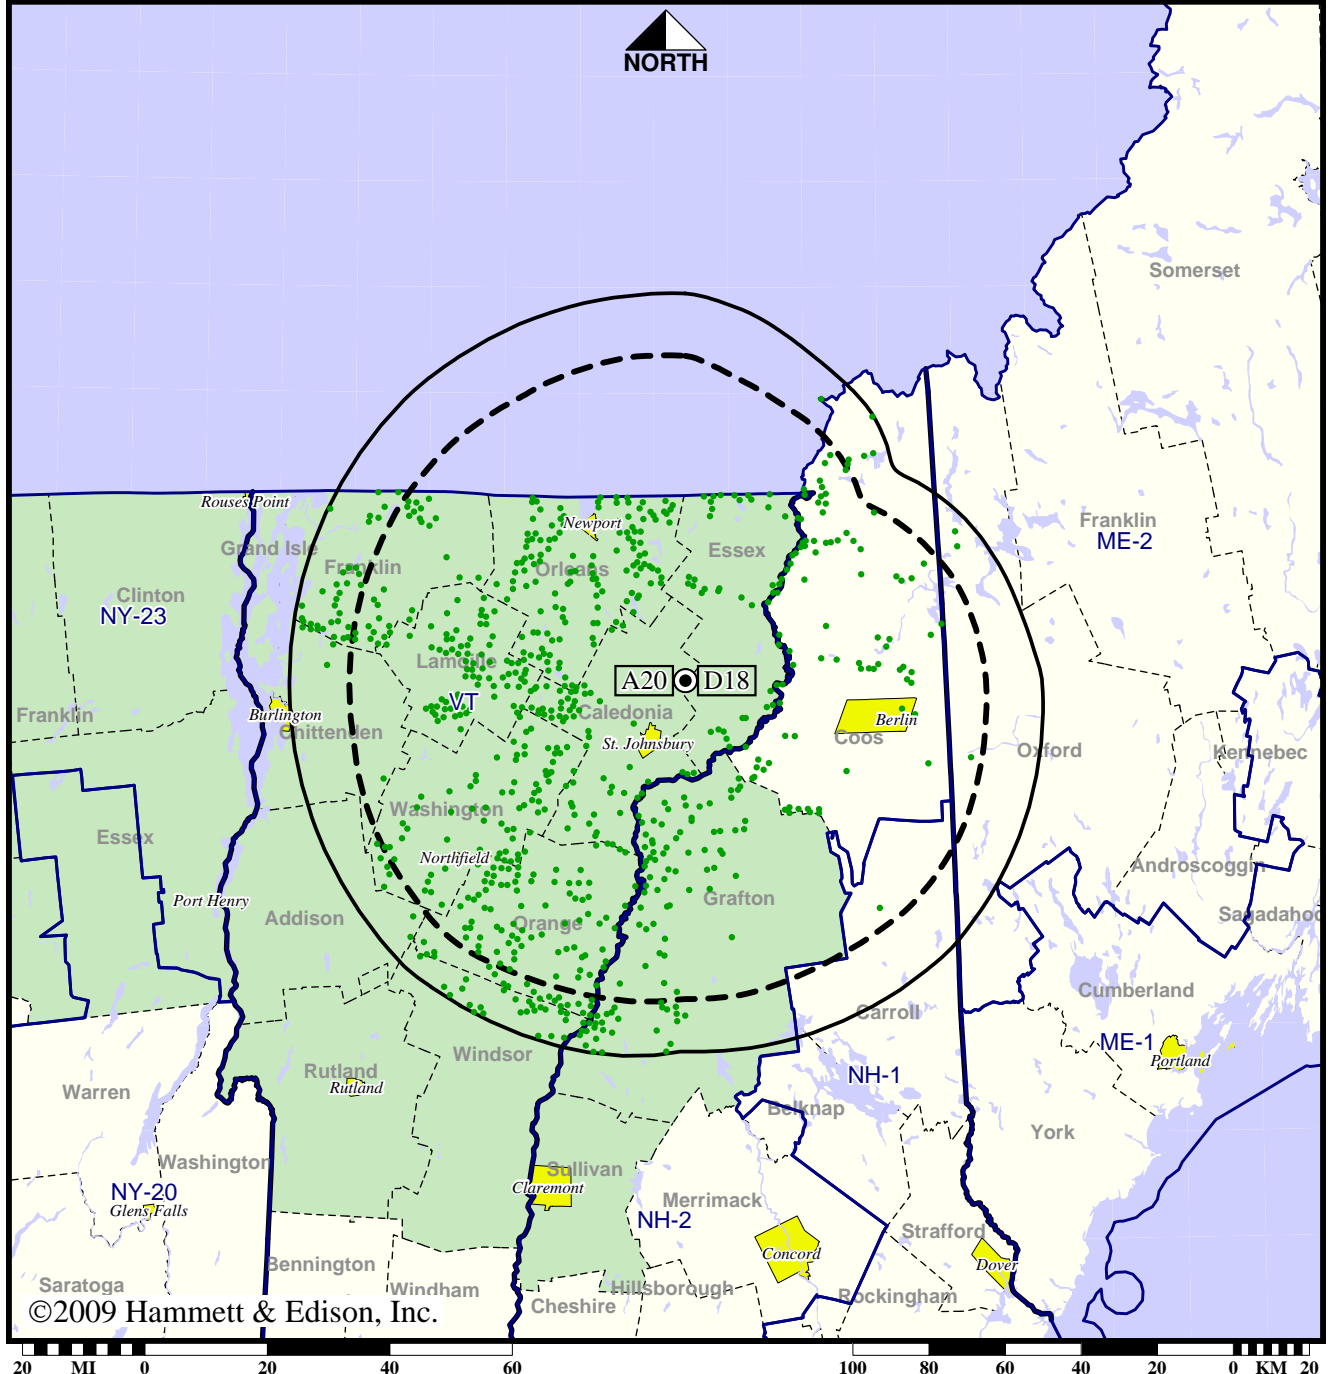 NORTH
Somerset
Rouse's Point
Newport
Franklin
ME-2
Grand Isle
Essex
Franklin
Orleans
Clinton
NY-23
Lamoille
A20
D18
VT
Franklin
Burlington
Caledonia
Berlin
Chittenden
St. Johnsbury
Coos
Oxford
Kennebec
Washington
Essex
Northfield
Androscoggin
Port Henry
Grafton
Addison
Orange
Sagadahoc
Cumberland
Carroll
ME-1
Windsor
Portland
Rutland
NH-1
Rutland
Warren
Belknap
York
Washington
Sullivan
NY-20
Claremont
Merrimack
Glens Falls
NH-2
Strafford
Concord
Bennington
Dover
Saratoga
Windham
Hillsborough
Rockingham
Cheshire
©2009 Hammett & Edison, Inc.
20 MI 0 20 40 60 100 80 60 40 20 0 KM 20